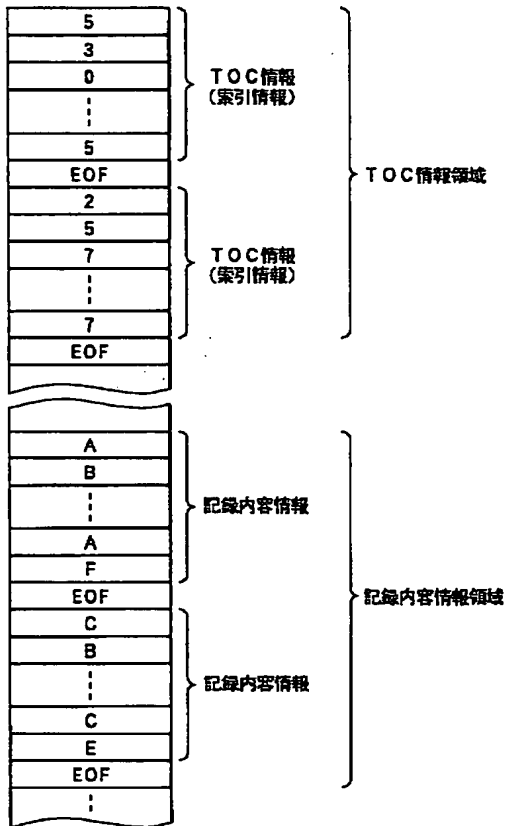 5
3
0
TOC情報
(索引情報)
5
EOF
TOC情報領域
2
5
7
TOC情報
(索引情報)
7
EOF
A
B
記録内容情報
A
F
EOF
記録内容情報領域
C
B
記録内容情報
C
E
EOF